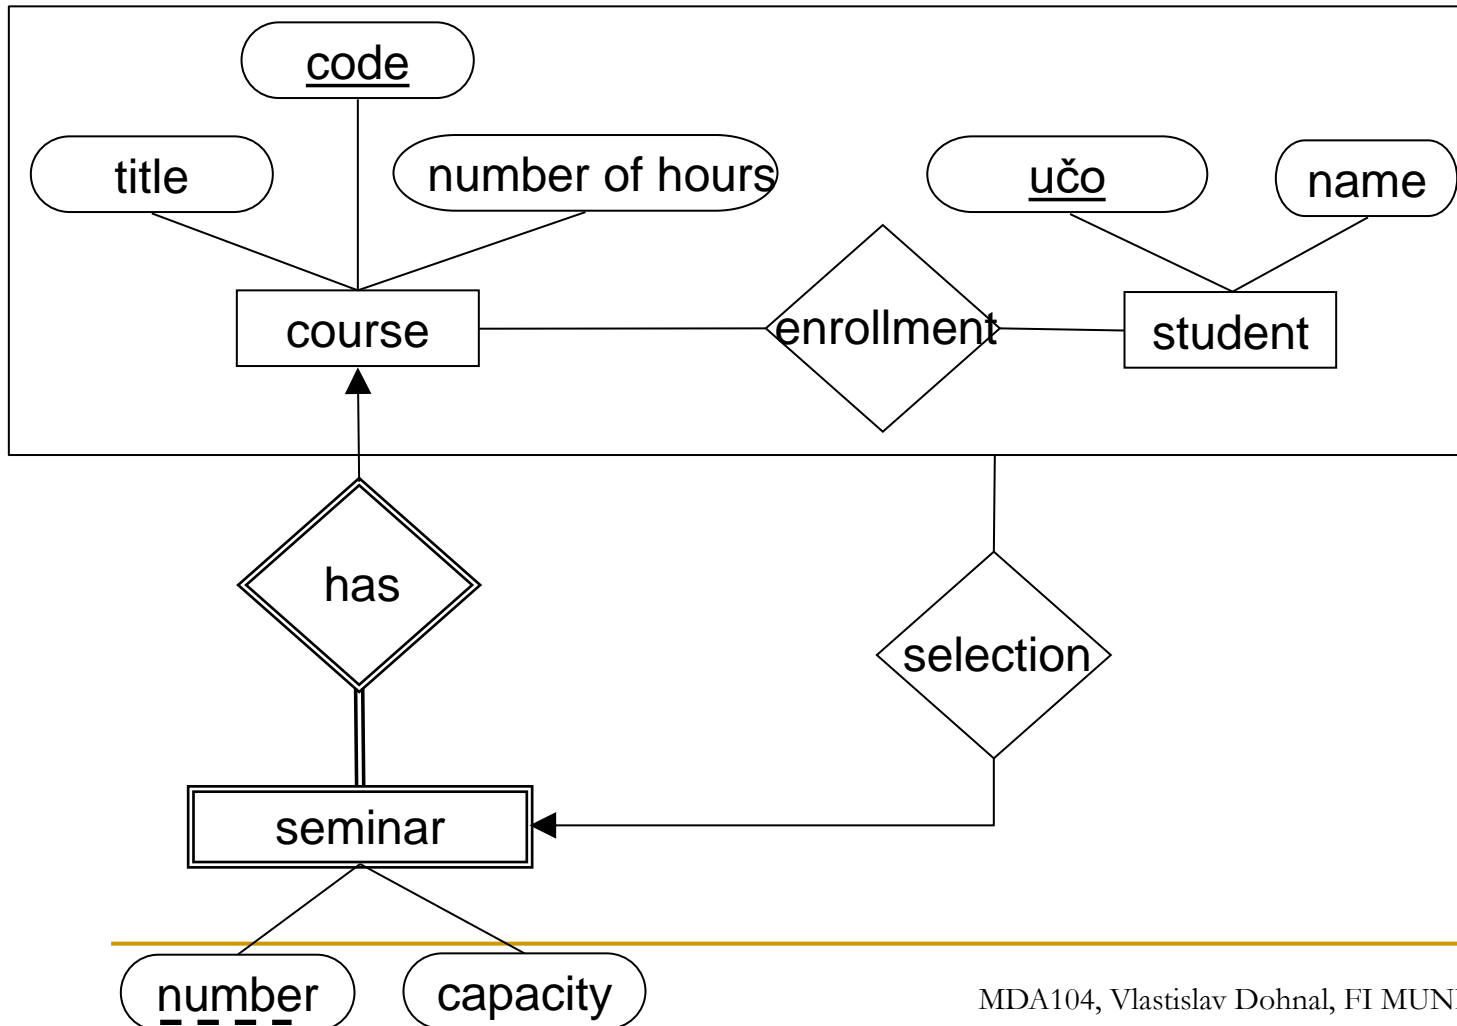 code
title
number of hours
učo
name
course
enrollment
student
has
selection
seminar
number
capacity
MDA104, Vlastislav Dohnal, FI MUN